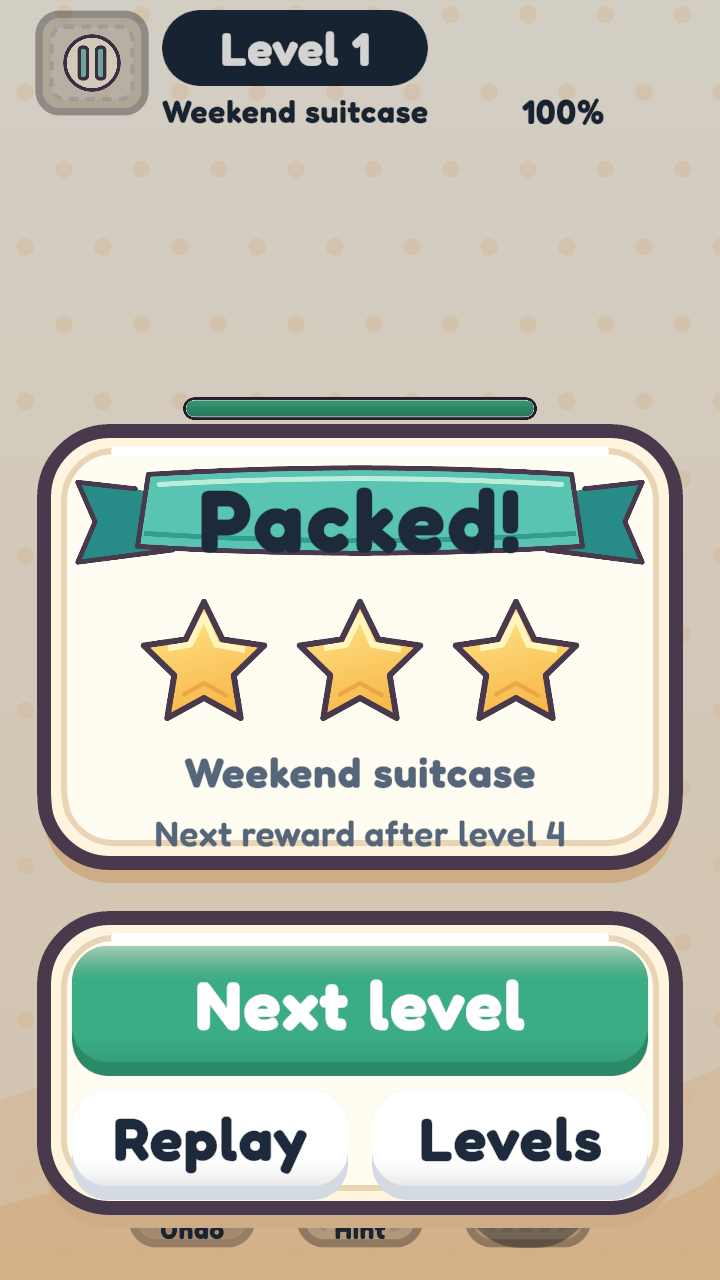 Level 1
Weekend suitcase 100%
Packed!
Weekend suitcase
Next reward after level 4
Next level
Replay Levels
Undo Hint